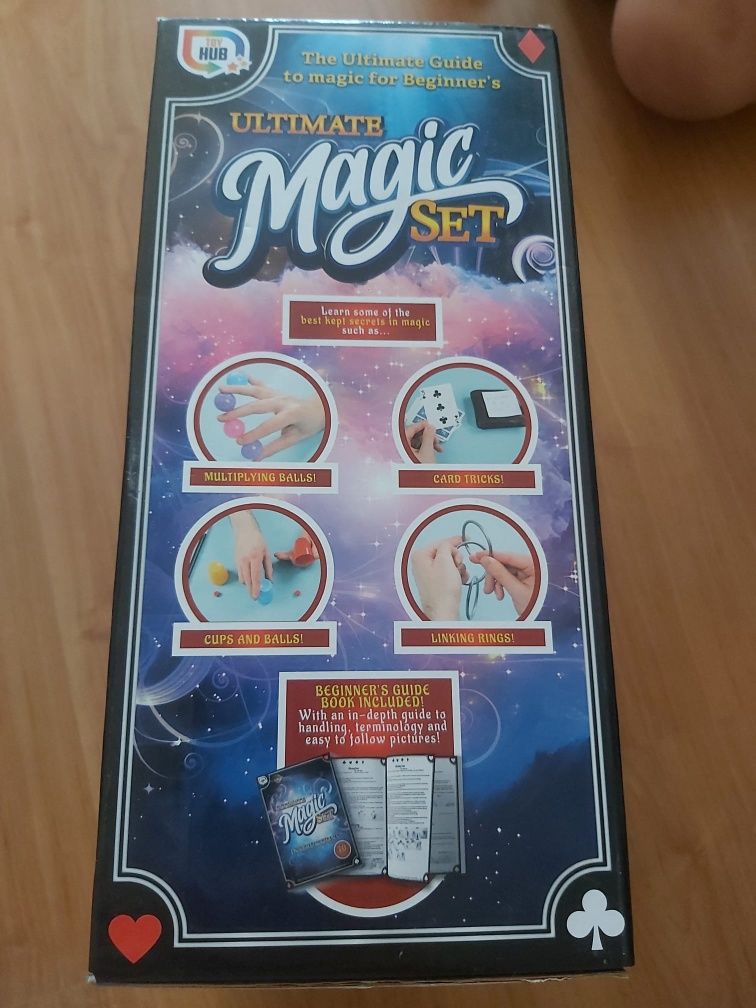 TOY
HUB
The Ultimate Guide
to magic for Beginner's
ULTIMATE
Magic
SET
Learn some of the
best kept secrets in magic
such as...
MULTIPLYING BALLS!
CARD TRICKS!
CUPS AND BALLS!
LINKING RINGS!
BEGINNER'S GUIDE
BOOK INCLUDED!
With an in-depth guide to
handling, terminology and
easy to follow pictures!
Magic
SET